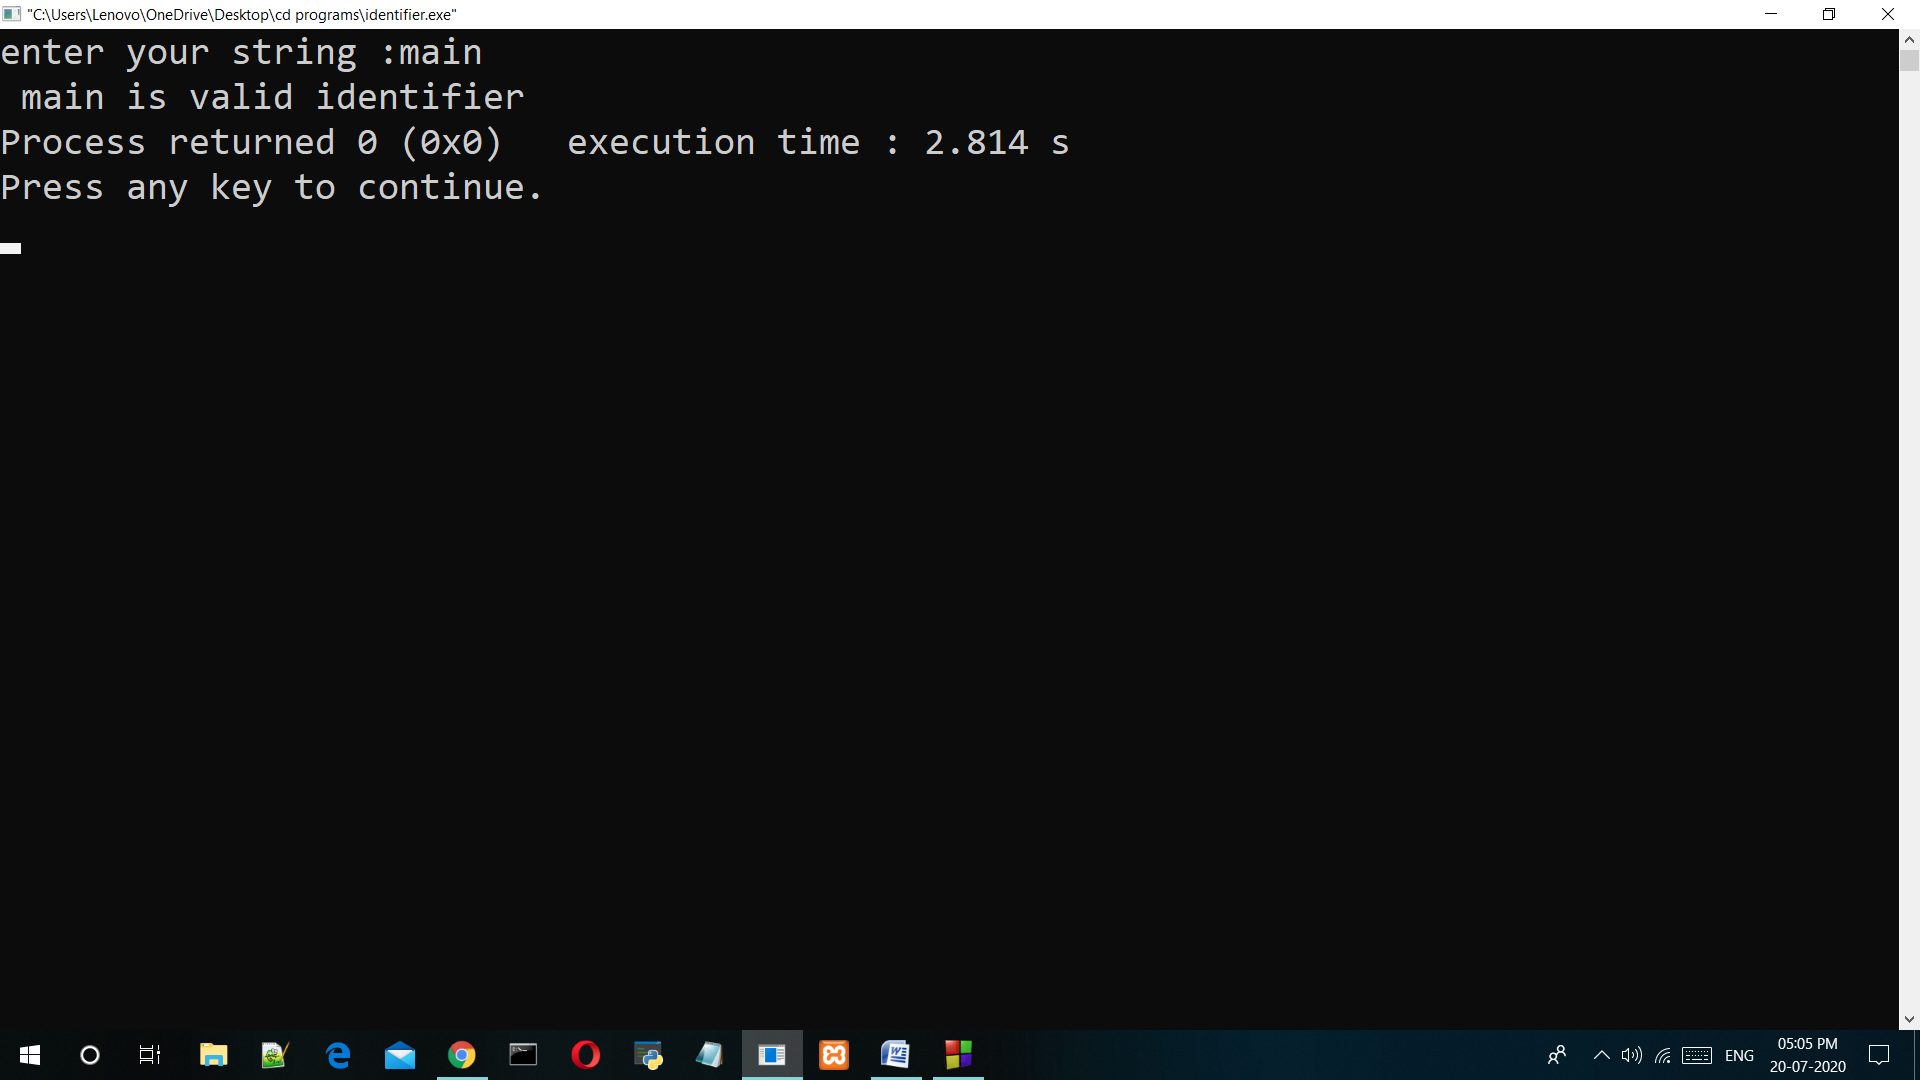 "C:\Users\Lenovo\OneDrive\Desktop\cd programs\identifier.exe"
enter your string :main
 main is valid identifier
Process returned 0 (0x0)   execution time : 2.814 s
Press any key to continue.
ENG
05:05 PM
20-07-2020